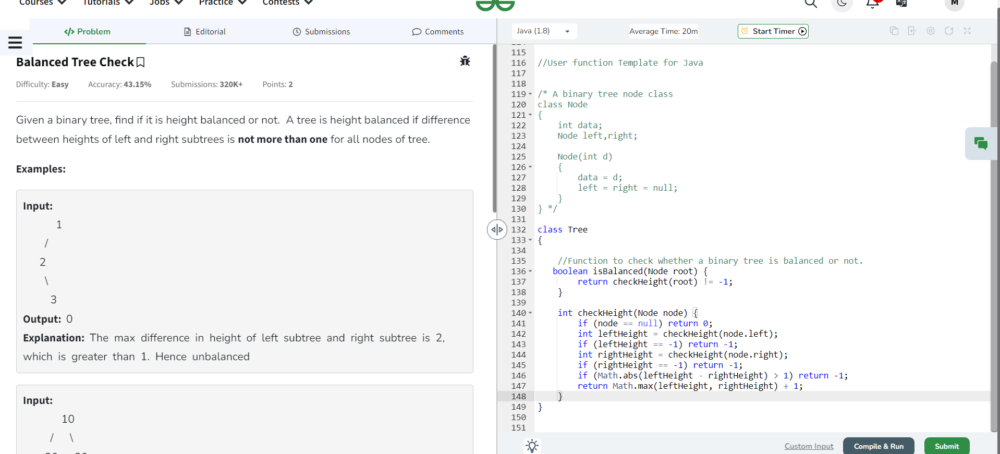 Courses Tutorials Jobs Practice Contests
M
</> Problem Editorial Submissions Comments
Java (1.8) Average Time: 20m Start Timer
Balanced Tree Check
Difficulty: Easy Accuracy: 43.15% Submissions: 320K+ Points: 2
Given a binary tree, find if it is height balanced or not. A tree is height balanced if difference
between heights of left and right subtrees is not more than one for all nodes of tree.
Examples:
Input:
1
/
2
\
3
Output: 0
Explanation: The max difference in height of left subtree and right subtree is 2,
which is greater than 1. Hence unbalanced
Input:
10
/ \
115
116 //User function Template for Java
117
118
119 /* A binary tree node class
120 class Node
121 {
122 int data;
123 Node left,right;
124
125 Node(int d)
126 {
127 data = d;
128 left = right = null;
129 }
130 } */
131
132 class Tree
133 {
134
135 //Function to check whether a binary tree is balanced or not.
136 boolean isBalanced(Node root) {
137 return checkHeight(root) != -1;
138 }
139
140 int checkHeight(Node node) {
141 if (node == null) return 0;
142 int leftHeight = checkHeight(node.left);
143 if (leftHeight == -1) return -1;
144 int rightHeight = checkHeight(node.right);
145 if (rightHeight == -1) return -1;
146 if (Math.abs(leftHeight - rightHeight) > 1) return -1;
147 return Math.max(leftHeight, rightHeight) + 1;
148 }
149 }
150
151
Custom Input Compile & Run Submit